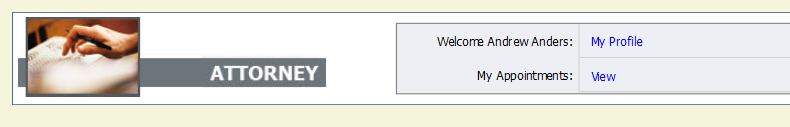 ATTORNEY
Welcome Andrew Anders: My Profile
My Appointments: View